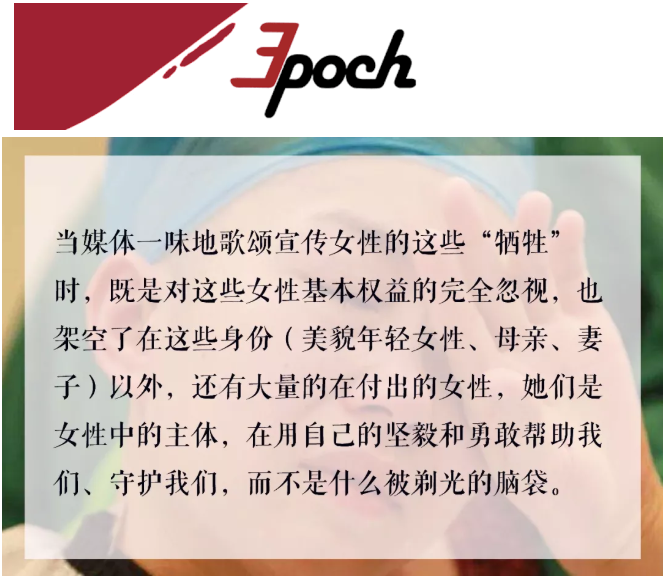 Epoch
当媒体一味地歌颂宣传女性的这些“牺牲”
时，既是对这些女性基本权益的完全忽视，也
架空了在这些身份（美貌年轻女性、母亲、妻
子）以外，还有大量的在付出的女性，她们是
女性中的主体，在用自己的坚毅和勇敢帮助我
们、守护我们，而不是什么被剃光的脑袋。